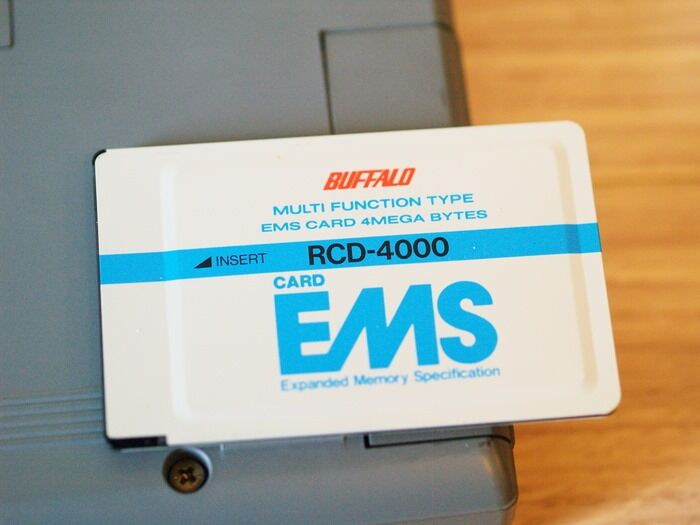 BUFFALO
MULTI FUNCTION TYPE
EMS CARD 4MEGA BYTES
INSERT RCD-4000
CARD
EMS
Expanded Memory Specification